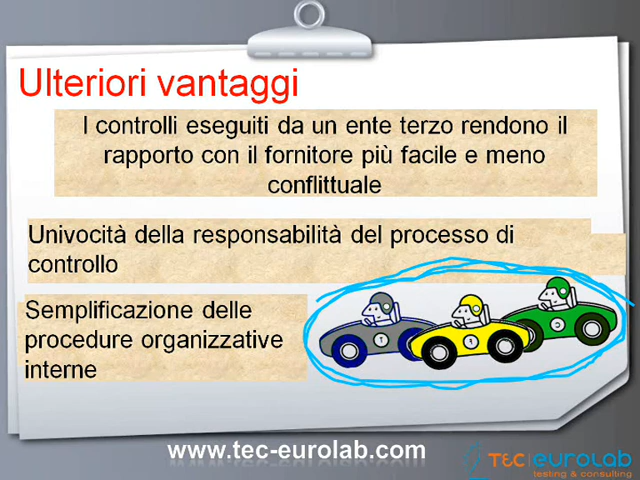 Ulteriori vantaggi
I controlli eseguiti da un ente terzo rendono il
rapporto con il fornitore più facile e meno
conflittuale
Univocità della responsabilità del processo di
controllo
Semplificazione delle
procedure organizzative
interne
www.tec-eurolab.com
TEC|EUROLAB
testing & consulting